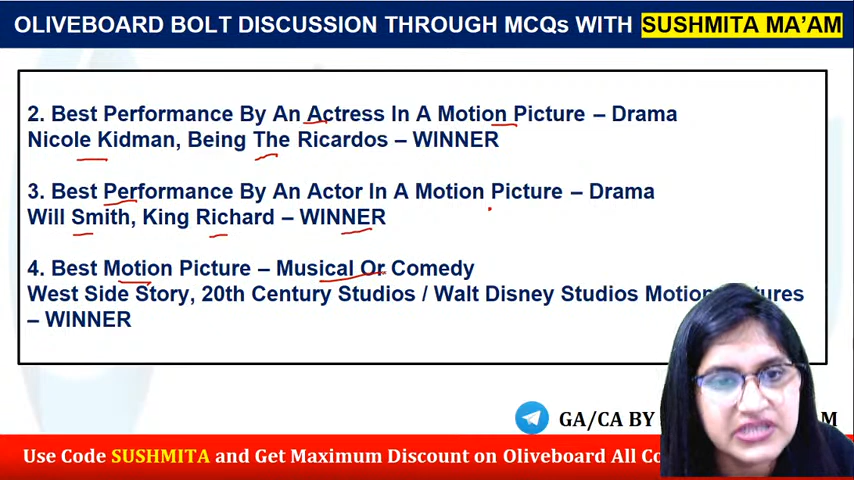 OLIVEBOARD BOLT DISCUSSION THROUGH MCQs WITH SUSHMITA MA'AM
2. Best Performance By An Actress In A Motion Picture – Drama
Nicole Kidman, Being The Ricardos – WINNER
3. Best Performance By An Actor In A Motion Picture – Drama
Will Smith, King Richard – WINNER
4. Best Motion Picture – Musical Or Comedy
West Side Story, 20th Century Studios / Walt Disney Studios Motion
– WINNER
GA/CA BY
Use Code SUSHMITA and Get Maximum Discount on Oliveboard All